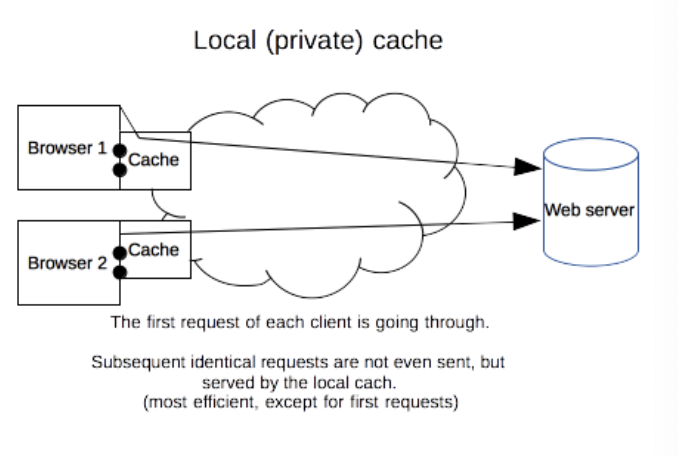 Local (private) cache
Browser 1
Cache
Web server
Cache
Browser 2
The first request of each client is going through.
Subsequent identical requests are not even sent, but
served by the local cach.
(most efficient, except for first requests)